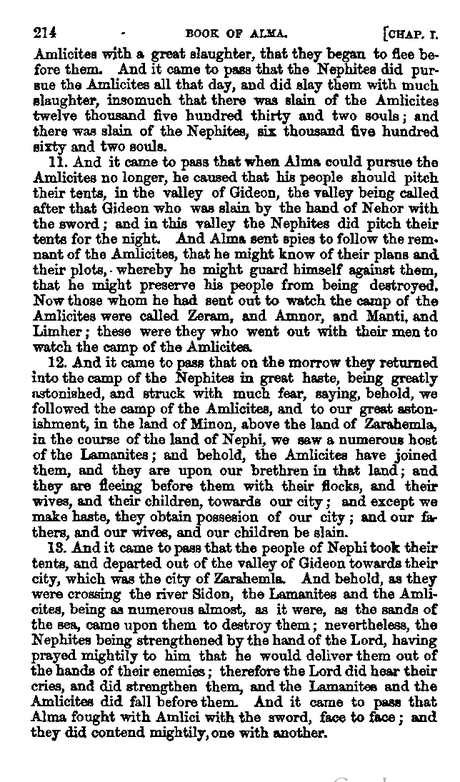 214 BOOK OF ALMA. [CHAP. I.
Amlicites with a great slaughter, that they began to flee be-
fore them. And it came to pass that the Nephites did pur-
sue the Amlicites all that day, and did slay them with much
slaughter, insomuch that there was slain of the Amlicites
twelve thousand five hundred thirty and two souls; and
there was slain of the Nephites, six thousand five hundred
sixty and two souls.
11. And it came to pass that when Alma could pursue the
Amlicites no longer, he caused that his people should pitch
their tents, in the valley of Gideon, the valley being called
after that Gideon who was slain by the hand of Nehor with
the sword; and in this valley the Nephites did pitch their
tents for the night. And Alma sent spies to follow the rem-
nant of the Amlicites, that he might know of their plans and
their plots, whereby he might guard himself against them,
that he might preserve his people from being destroyed.
Now those whom he had sent out to watch the camp of the
Amlicites were called Zeram, and Amnor, and Manti, and
Limher; these were they who went out with their men to
watch the camp of the Amlicites.
12. And it came to pass that on the morrow they returned
into the camp of the Nephites in great haste, being greatly
astonished, and struck with much fear, saying, behold, we
followed the camp of the Amlicites, and to our great aston-
ishment, in the land of Minon, above the land of Zarahemla,
in the course of the land of Nephi, we saw a numerous host
of the Lamanites; and behold, the Amlicites have joined
them, and they are upon our brethren in that land; and
they are fleeing before them with their flocks, and their
wives, and their children, towards our city; and except we
make haste, they obtain possesion of our city; and our fa-
thers, and our wives, and our children be slain.
13. And it came to pass that the people of Nephi took their
tents, and departed out of the valley of Gideon towards their
city, which was the city of Zarahemla. And behold, as they
were crossing the river Sidon, the Lamanites and the Amli-
cites, being as numerous almost, as it were, as the sands of
the sea, came upon them to destroy them; nevertheless, the
Nephites being strengthened by the hand of the Lord, having
prayed mightily to him that he would deliver them out of
the hands of their enemies; therefore the Lord did hear their
cries, and did strengthen them, and the Lamanites and the
Amlicites did fall before them. And it came to pass that
Alma fought with Amlici with the sword, face to face; and
they did contend mightily, one with another.